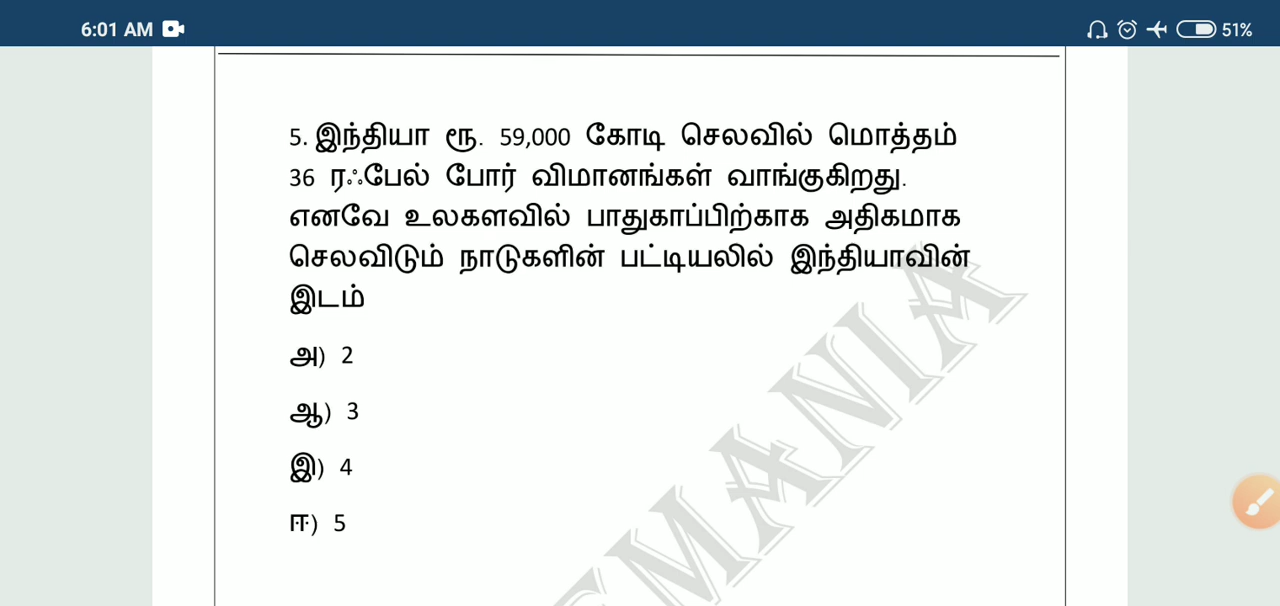 6:01 AM
51%
5. இந்தியா ரூ. 59,000 கோடி செலவில் மொத்தம்
36 ரஃபேல் போர் விமானங்கள் வாங்குகிறது.
எனவே உலகளவில் பாதுகாப்பிற்காக அதிகமாக
செலவிடும் நாடுகளின் பட்டியலில் இந்தியாவின்
இடம்
அ) 2
ஆ) 3
இ) 4
ஈ) 5